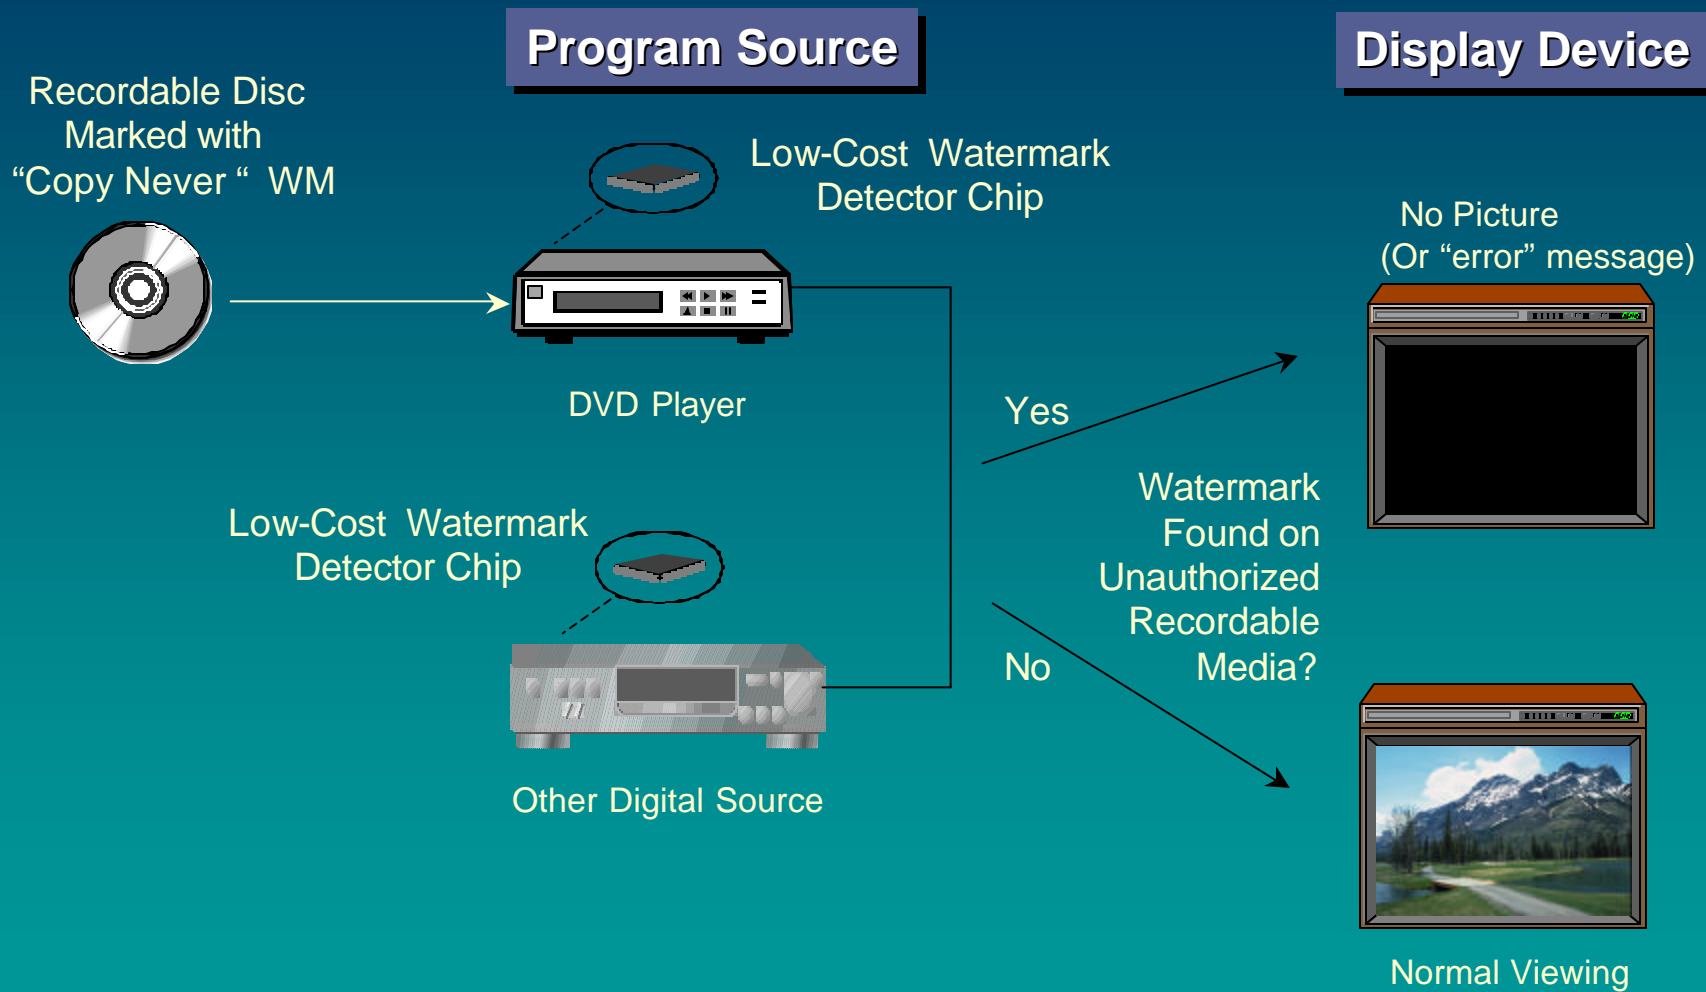 Program Source
Display Device
Recordable Disc
Marked with
“Copy Never “ WM
Low-Cost Watermark
Detector Chip
No Picture
(Or “error” message)
DVD Player
Yes
Watermark
Found on
Unauthorized
Recordable
Media?
Low-Cost Watermark
Detector Chip
No
Other Digital Source
Normal Viewing